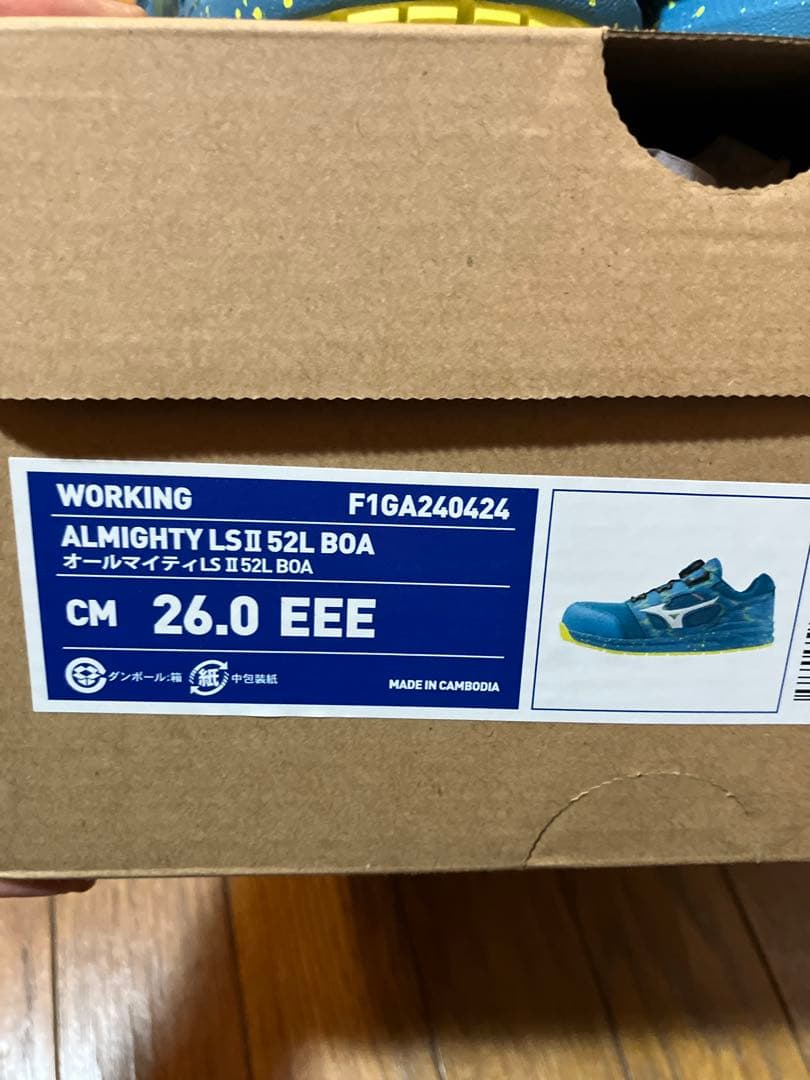 WORKING F1GA240424
ALMIGHTY LSⅡ 52L BOA
オールマイティLSⅡ52L BOA
CM 26.0 EEE
ダンボール:箱 紙 中包装紙 MADE IN CAMBODIA